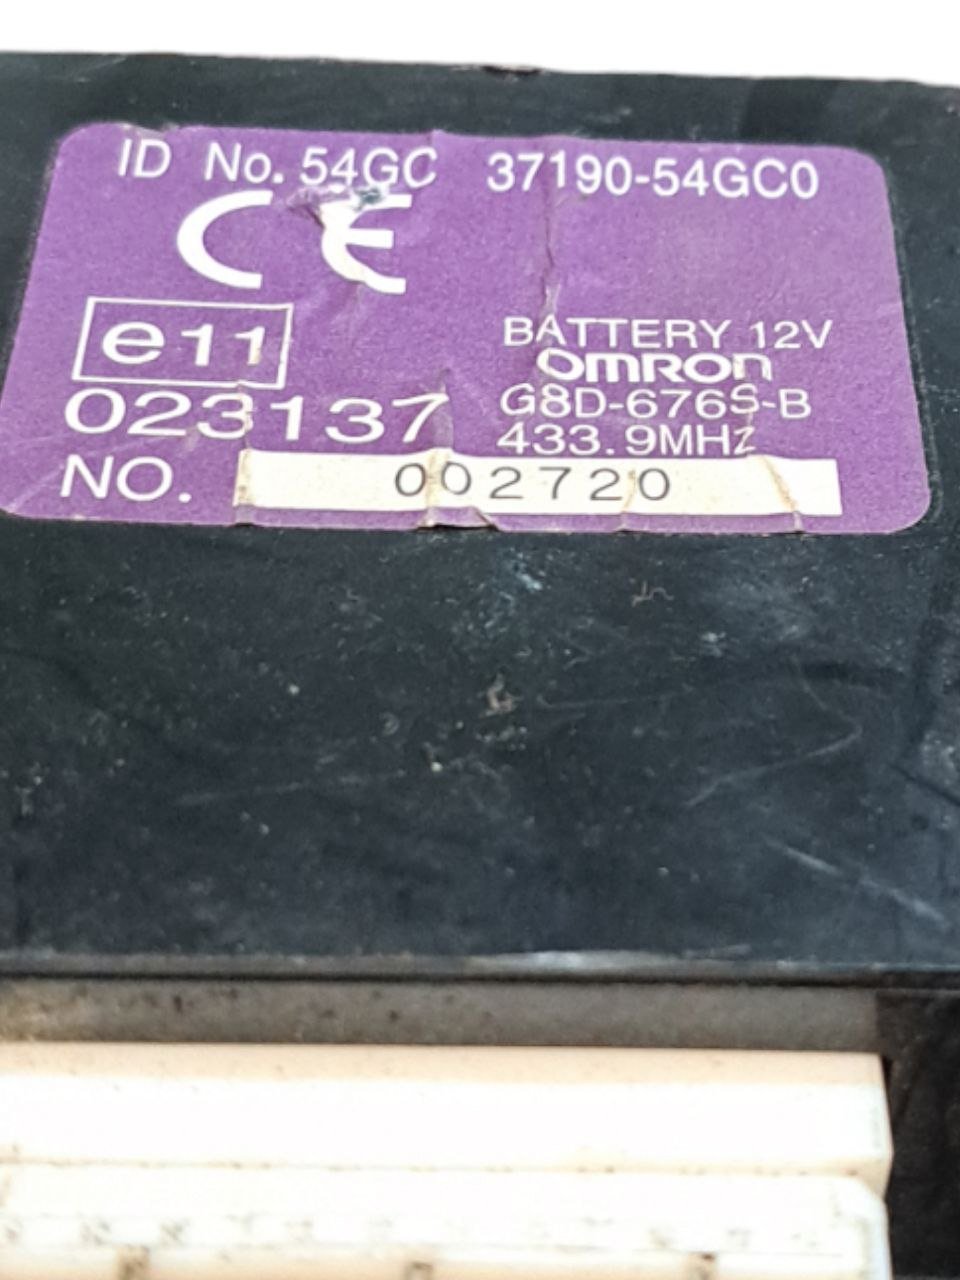 ID No. 54GC 37190-54GC0
CE
e11
BATTERY 12V
OMRON
023137
G8D-676S-B
433.9MHz
NO. 002720